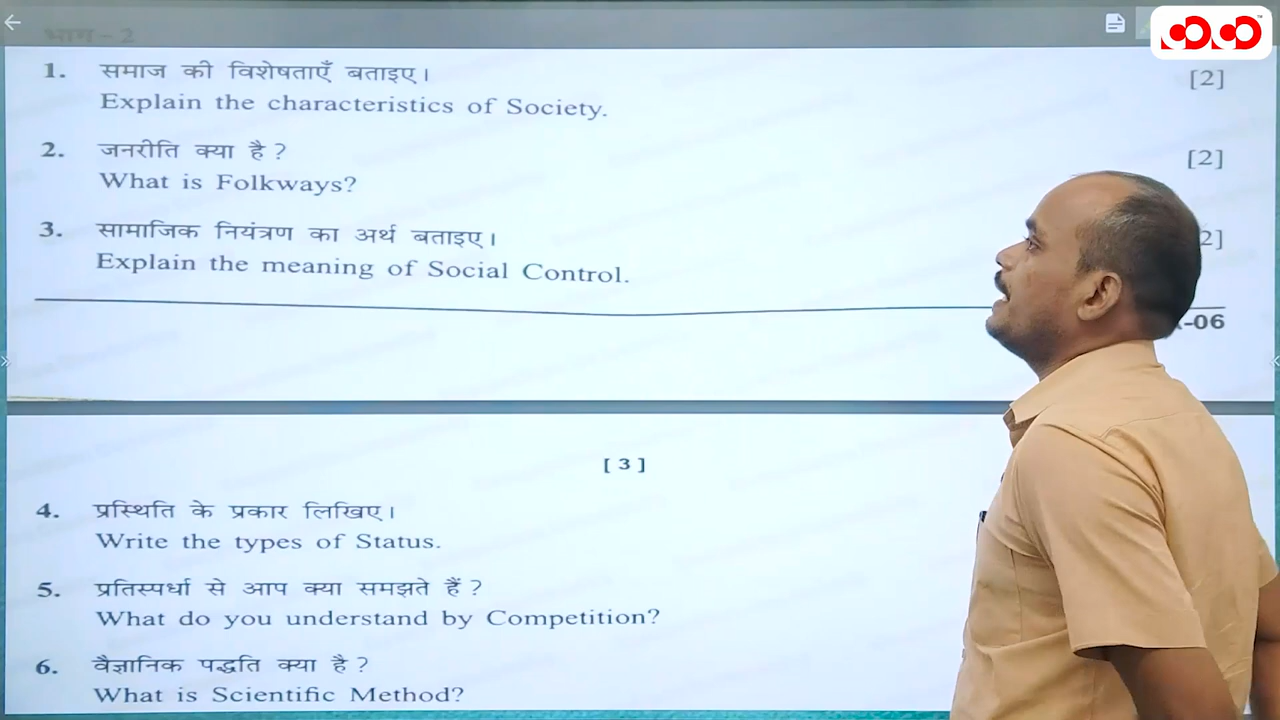 भाग-2
1. समाज की विशेषताएँ बताइए। [2]
Explain the characteristics of Society.
2. जनरीति क्या है ? [2]
What is Folkways?
3. सामाजिक नियंत्रण का अर्थ बताइए। 2]
Explain the meaning of Social Control.
-06
[ 3 ]
4. प्रस्थिति के प्रकार लिखिए।
Write the types of Status.
5. प्रतिस्पर्धा से आप क्या समझते हैं ?
What do you understand by Competition?
6. वैज्ञानिक पद्धति क्या है ?
What is Scientific Method?